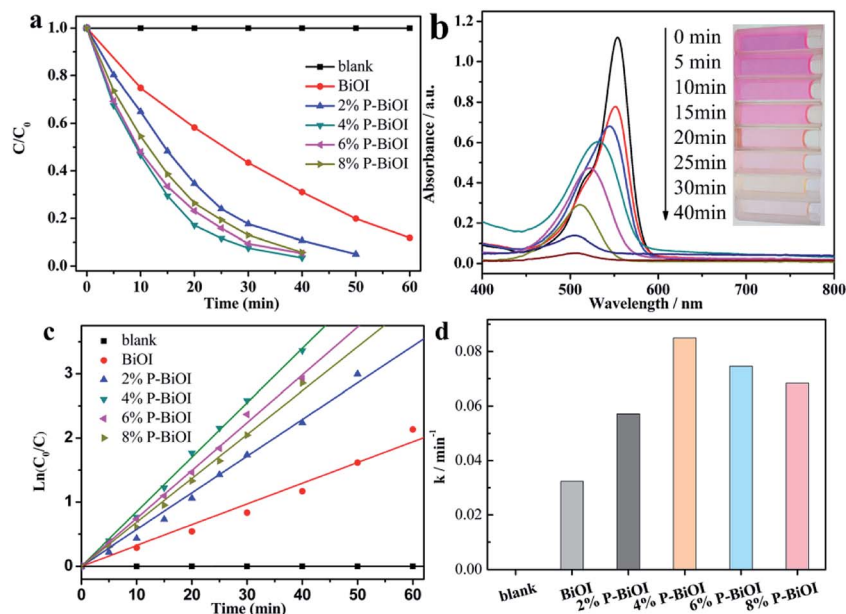 a
C/C0
1.0
0.8
0.6
0.4
0.2
0.0
blank
BiOI
2% P-BiOI
4% P-BiOI
6% P-BiOI
8% P-BiOI
0 10 20 30 40 50 60
Time (min)
b
Absorbance / a.u.
1.2
1.0
0.8
0.6
0.4
0.2
0.0
0 min
5 min
10min
15min
20min
25min
30min
40min
400 500 600 700 800
Wavelength / nm
c
Ln(C0/C)
3
2
1
0
blank
BiOI
2% P-BiOI
4% P-BiOI
6% P-BiOI
8% P-BiOI
0 10 20 30 40 50 60
Time (min)
d
k / min-1
0.08
0.06
0.04
0.02
0.00
blank BiOI 2% P-BiOI 4% P-BiOI 6% P-BiOI 8% P-BiOI